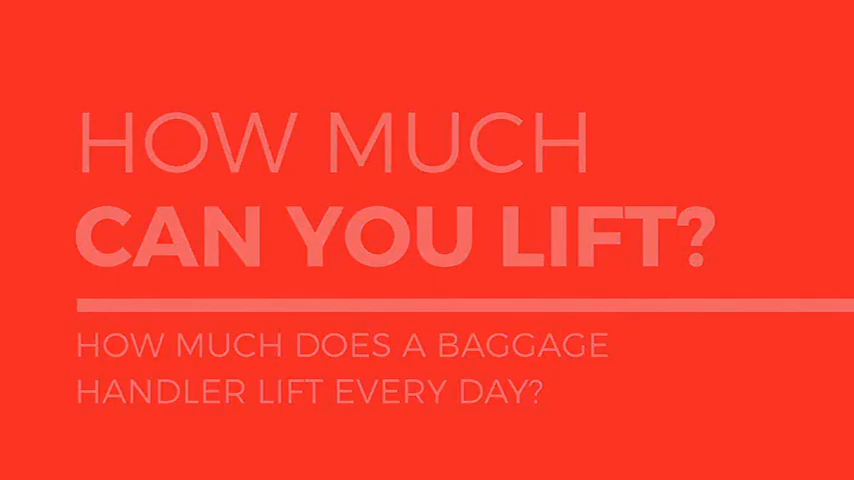 HOW MUCH
CAN YOU LIFT?
HOW MUCH DOES A BAGGAGE
HANDLER LIFT EVERY DAY?